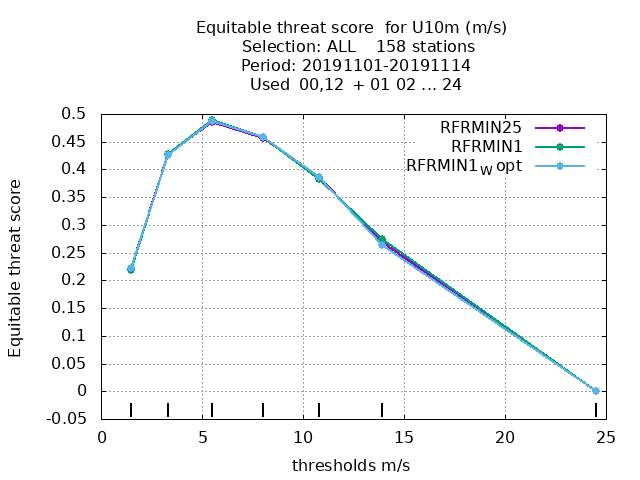 Equitable threat score  for U10m (m/s)
Selection: ALL    158 stations
Period: 20191101-20191114
Used  00,12  + 01 02 ... 24
RFRMIN25
RFRMIN1
RFRMIN1W opt
0.5
0.45
0.4
0.35
0.3
0.25
0.2
0.15
0.1
0.05
0
-0.05
Equitable threat score
0 5 10 15 20 25
thresholds m/s